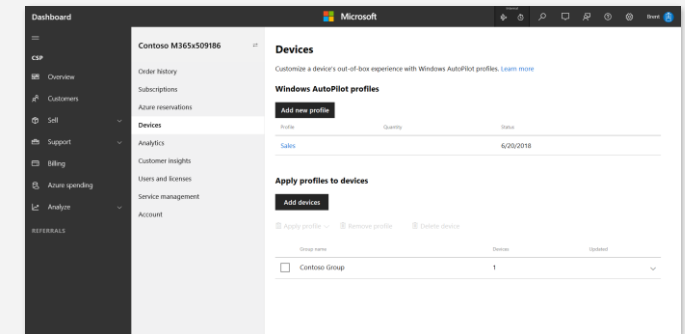 Dashboard
Microsoft
Brent
CSP
Overview
Customers
Sell
Support
Billing
Azure spending
Analyze
REFERRALS
Contoso M365x509186
Order history
Subscriptions
Azure reservations
Devices
Analytics
Customer insights
Users and licenses
Service management
Account
Devices
Customize a device's out-of-box experience with Windows AutoPilot profiles. Learn more
Windows AutoPilot profiles
Add new profile
Profile Quantity Status
Sales 6/20/2018
Apply profiles to devices
Add devices
Apply profile Remove profile Delete device
Group name Devices Updated
Contoso Group 1